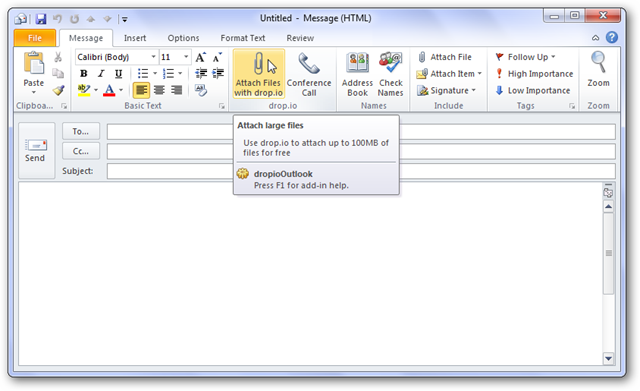 Untitled - Message (HTML)
File Message Insert Options Format Text Review
Paste
Clipboa...
Calibri (Body) 11
B I U
Basic Text
Attach Files
with drop.io
Conference
Call
drop.io
Address
Book
Check
Names
Names
Attach File
Attach Item
Signature
Include
Follow Up
High Importance
Low Importance
Tags
Zoom
Zoom
Send
To...
Cc...
Subject:
Attach large files
Use drop.io to attach up to 100MB of
files for free
dropioOutlook
Press F1 for add-in help.